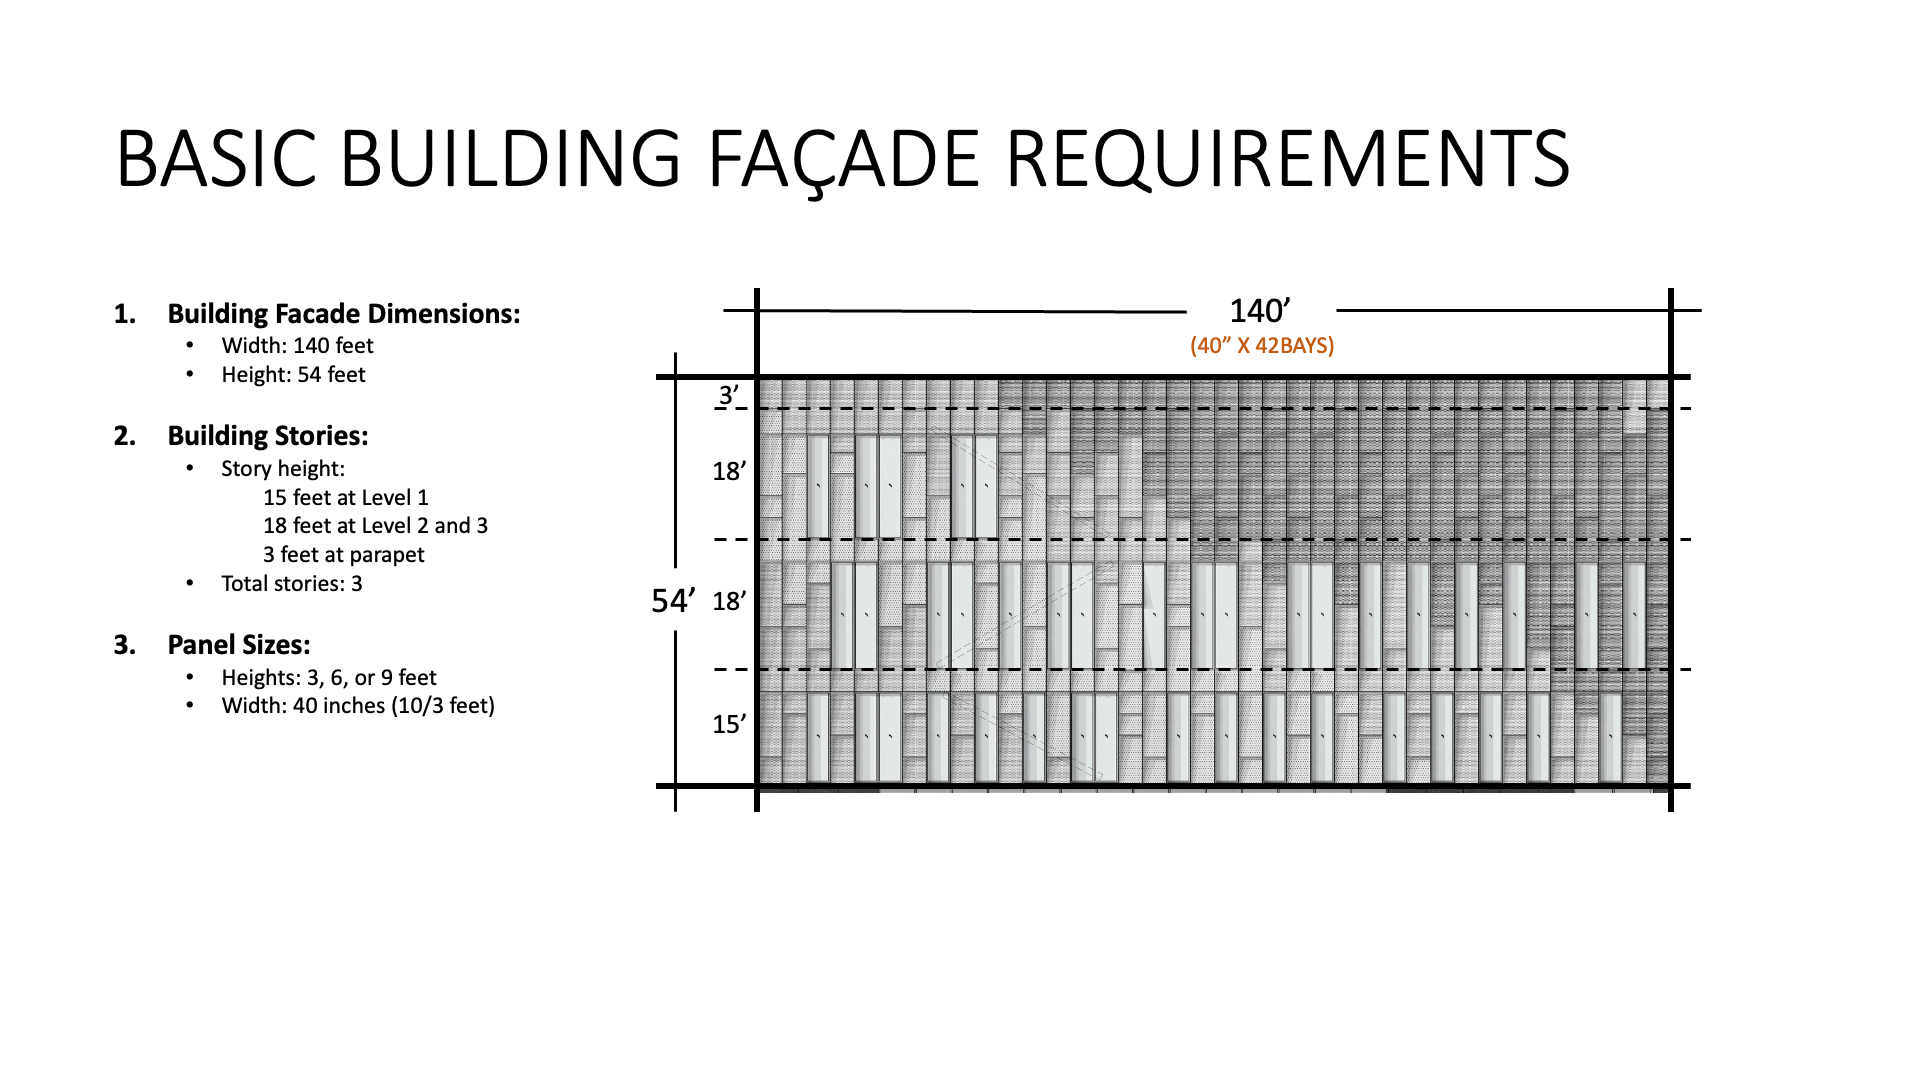 BASIC BUILDING FAÇADE REQUIREMENTS
1. Building Facade Dimensions:
• Width: 140 feet
• Height: 54 feet
2. Building Stories:
• Story height:
15 feet at Level 1
18 feet at Level 2 and 3
3 feet at parapet
• Total stories: 3
3. Panel Sizes:
• Heights: 3, 6, or 9 feet
• Width: 40 inches (10/3 feet)
140’
(40” X 42BAYS)
3’
18’
54’
18’
15’